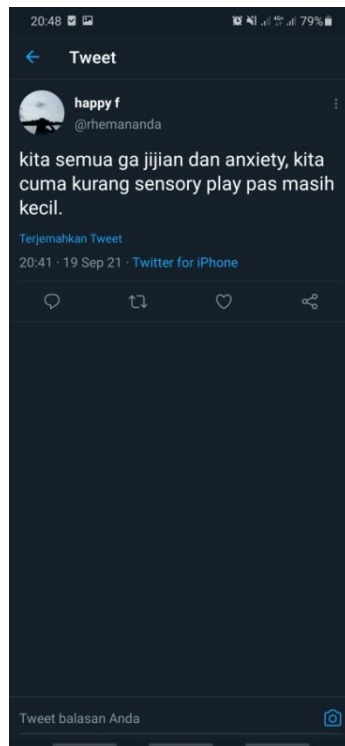 20:48 79%
Tweet
happy f
@rhemananda
kita semua ga jijian dan anxiety, kita
cuma kurang sensory play pas masih
kecil.
Terjemahkan Tweet
20:41 · 19 Sep 21 · Twitter for iPhone
Tweet balasan Anda